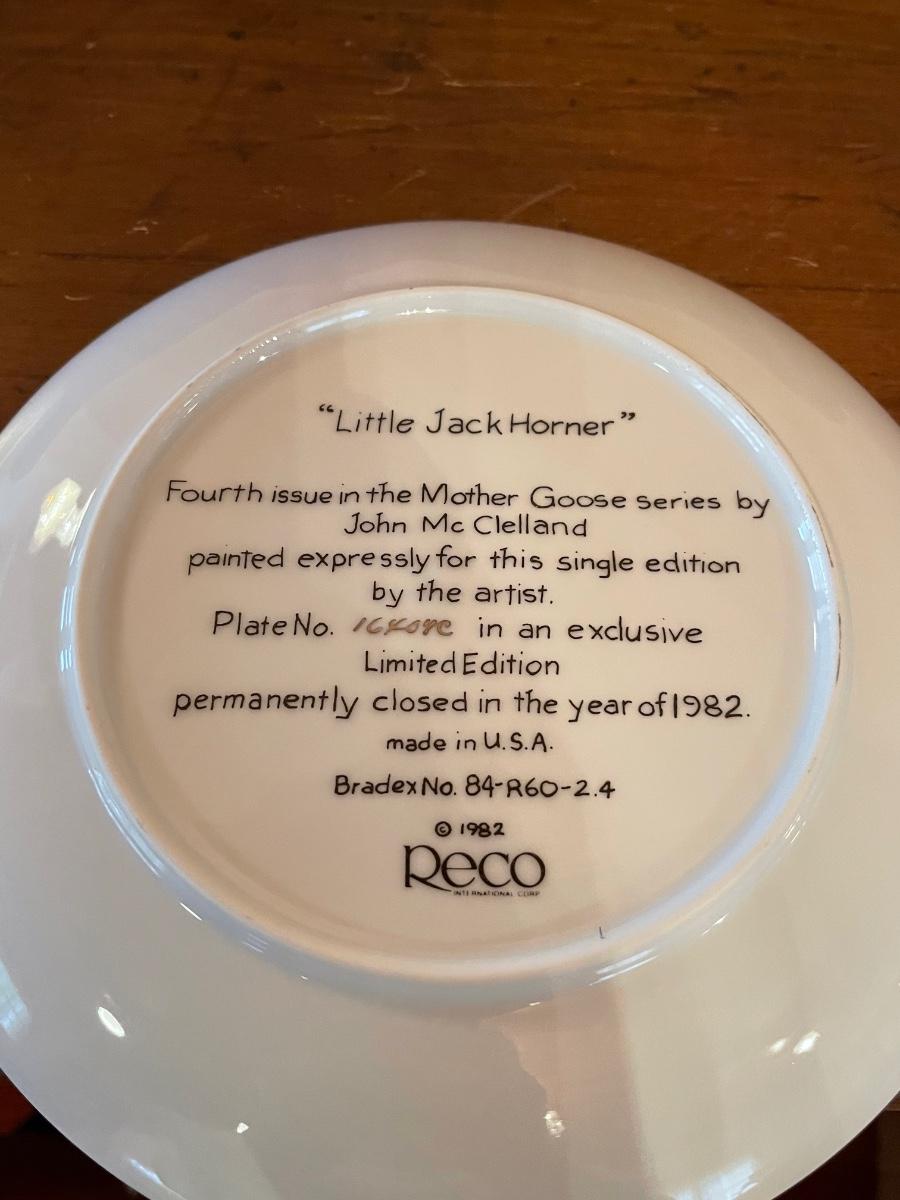 “Little Jack Horner”
Fourth issue in the Mother Goose series by
John Mc Clelland
painted expressly for this single edition
by the artist.
Plate No. in an exclusive
Limited Edition
permanently closed in the year of 1982.
made in U.S.A.
Bradex No. 84-R60-2.4
© 1982
Reco
INTERNATIONAL CORP